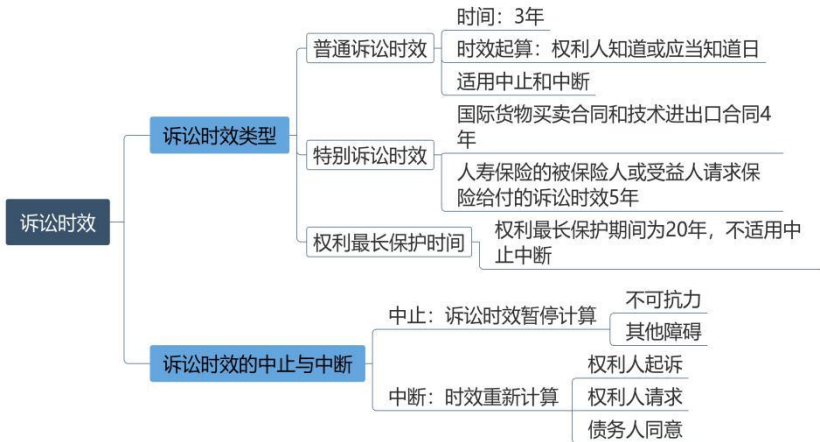 诉讼时效
诉讼时效类型
普通诉讼时效
时间：3年
时效起算：权利人知道或应当知道日
适用中止和中断
特别诉讼时效
国际货物买卖合同和技术进出口合同4
年
人寿保险的被保险人或受益人请求保
险给付的诉讼时效5年
权利最长保护时间
权利最长保护期间为20年，不适用中
止中断
诉讼时效的中止与中断
中止：诉讼时效暂停计算
不可抗力
其他障碍
中断：时效重新计算
权利人起诉
权利人请求
债务人同意